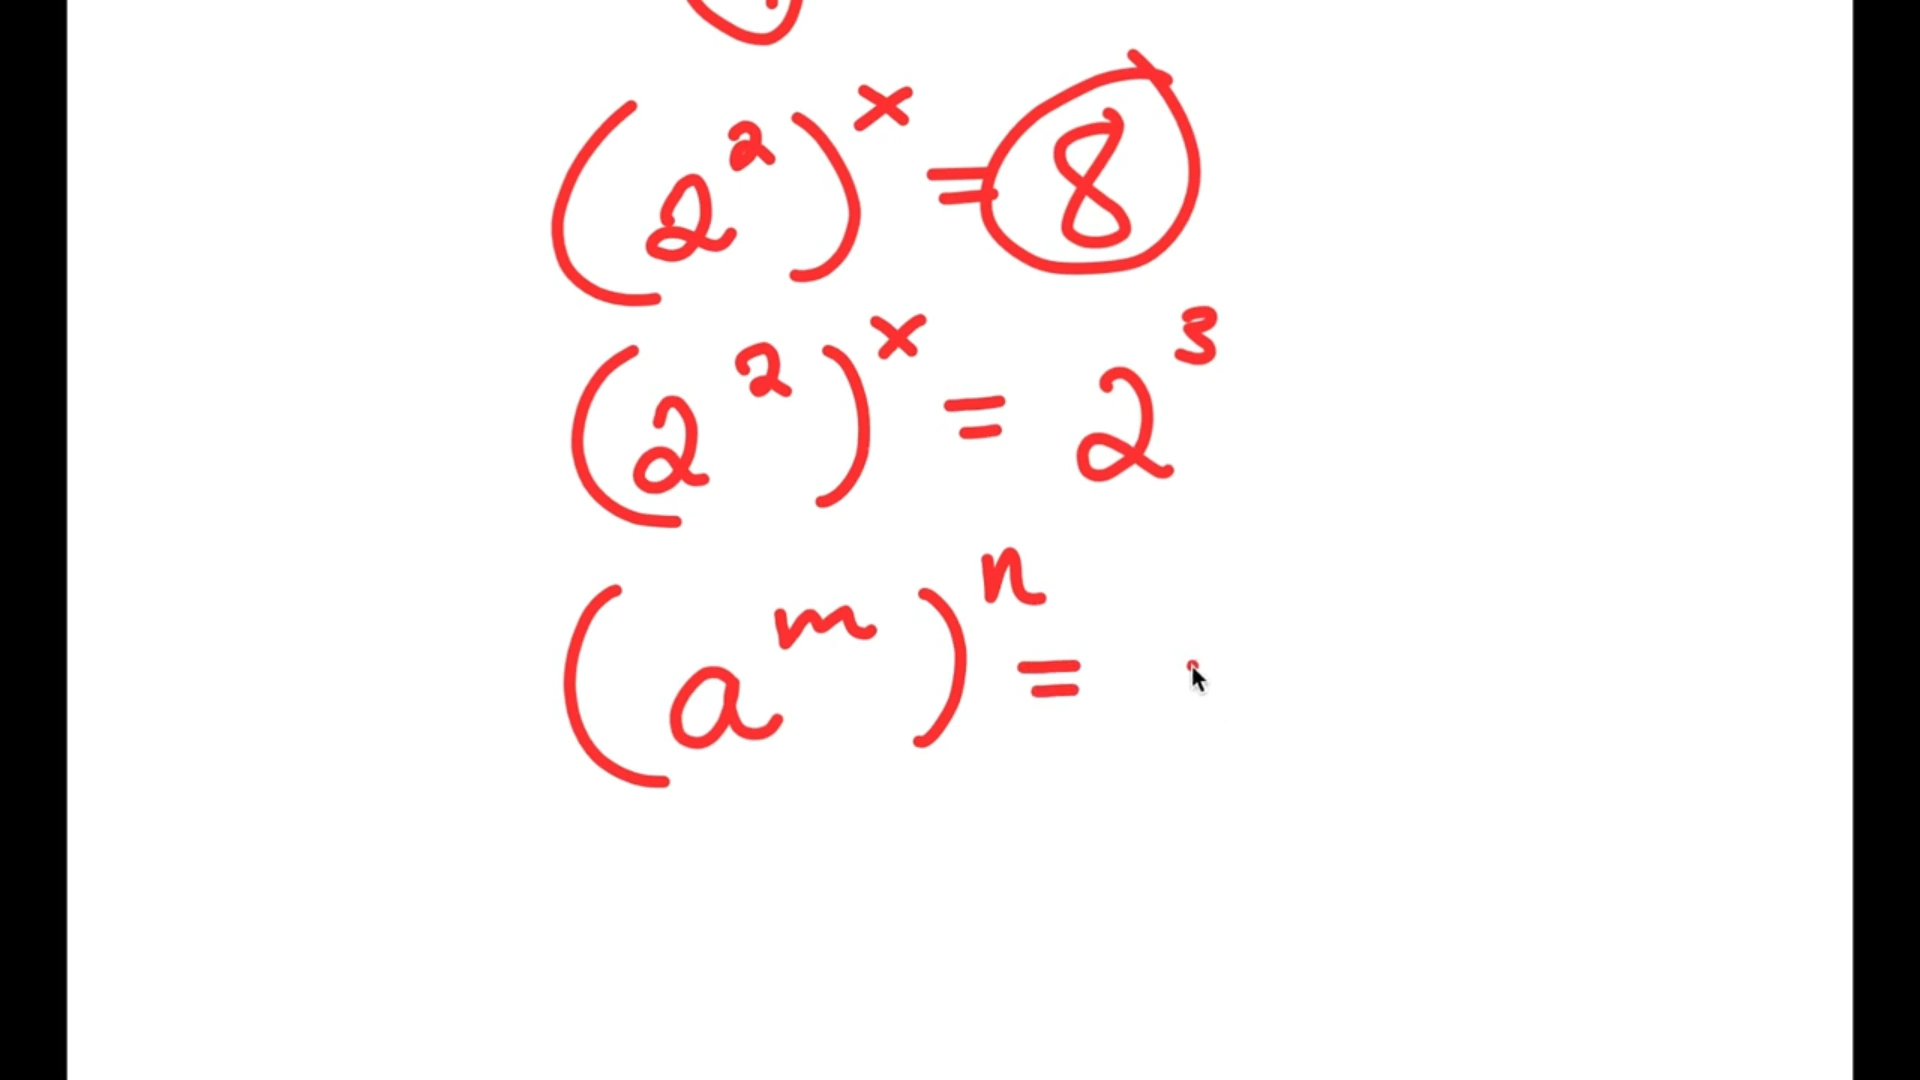 (2²)ˣ = 8
(2²)ˣ = 2³
(aᵐ)ⁿ =